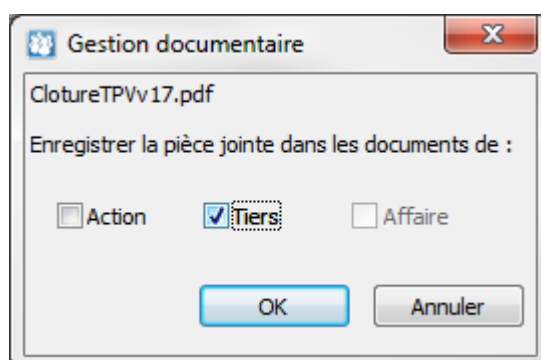 Gestion documentaire
ClotureTPVv17.pdf
Enregistrer la pièce jointe dans les documents de :
Action Tiers Affaire
OK Annuler